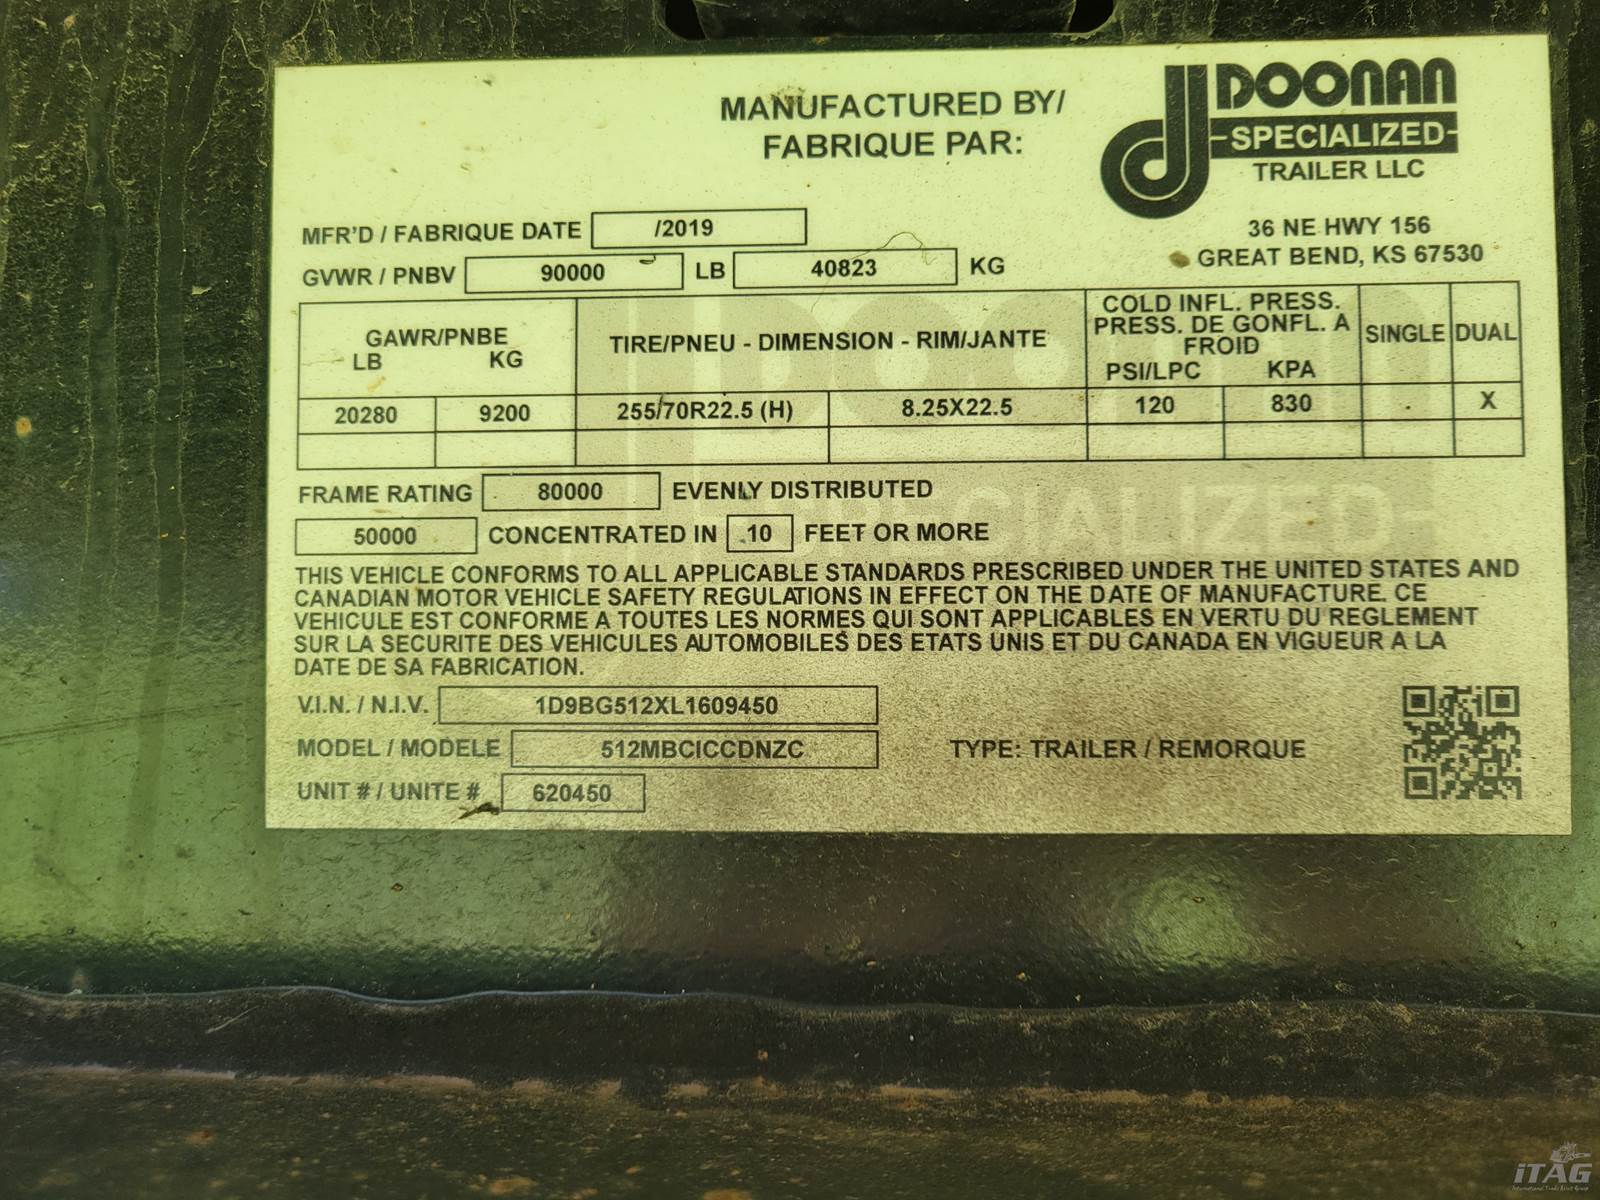 MANUFACTURED BY/
FABRIQUE PAR:
DOONAN
SPECIALIZED
TRAILER LLC
36 NE HWY 156
GREAT BEND, KS 67530
MFR'D / FABRIQUE DATE /2019
GVWR / PNBV 90000 LB 40823 KG
GAWR/PNBE
LB KG
TIRE/PNEU - DIMENSION - RIM/JANTE
COLD INFL. PRESS.
PRESS. DE GONFL. A
FROID
PSI/LPC KPA
SINGLE DUAL
20280 9200 255/70R22.5 (H) 8.25X22.5 120 830 X
FRAME RATING 80000 EVENLY DISTRIBUTED
50000 CONCENTRATED IN 10 FEET OR MORE
THIS VEHICLE CONFORMS TO ALL APPLICABLE STANDARDS PRESCRIBED UNDER THE UNITED STATES AND
CANADIAN MOTOR VEHICLE SAFETY REGULATIONS IN EFFECT ON THE DATE OF MANUFACTURE. CE
VEHICULE EST CONFORME A TOUTES LES NORMES QUI SONT APPLICABLES EN VERTU DU REGLEMENT
SUR LA SECURITE DES VEHICULES AUTOMOBILES DES ETATS UNIS ET DU CANADA EN VIGUEUR A LA
DATE DE SA FABRICATION.
V.I.N. / N.I.V. 1D9BG512XL1609450
MODEL / MODELE 512MBCICCDNZC TYPE: TRAILER / REMORQUE
UNIT # / UNITE # 620450
DOONAN
SPECIALIZED
iTAG